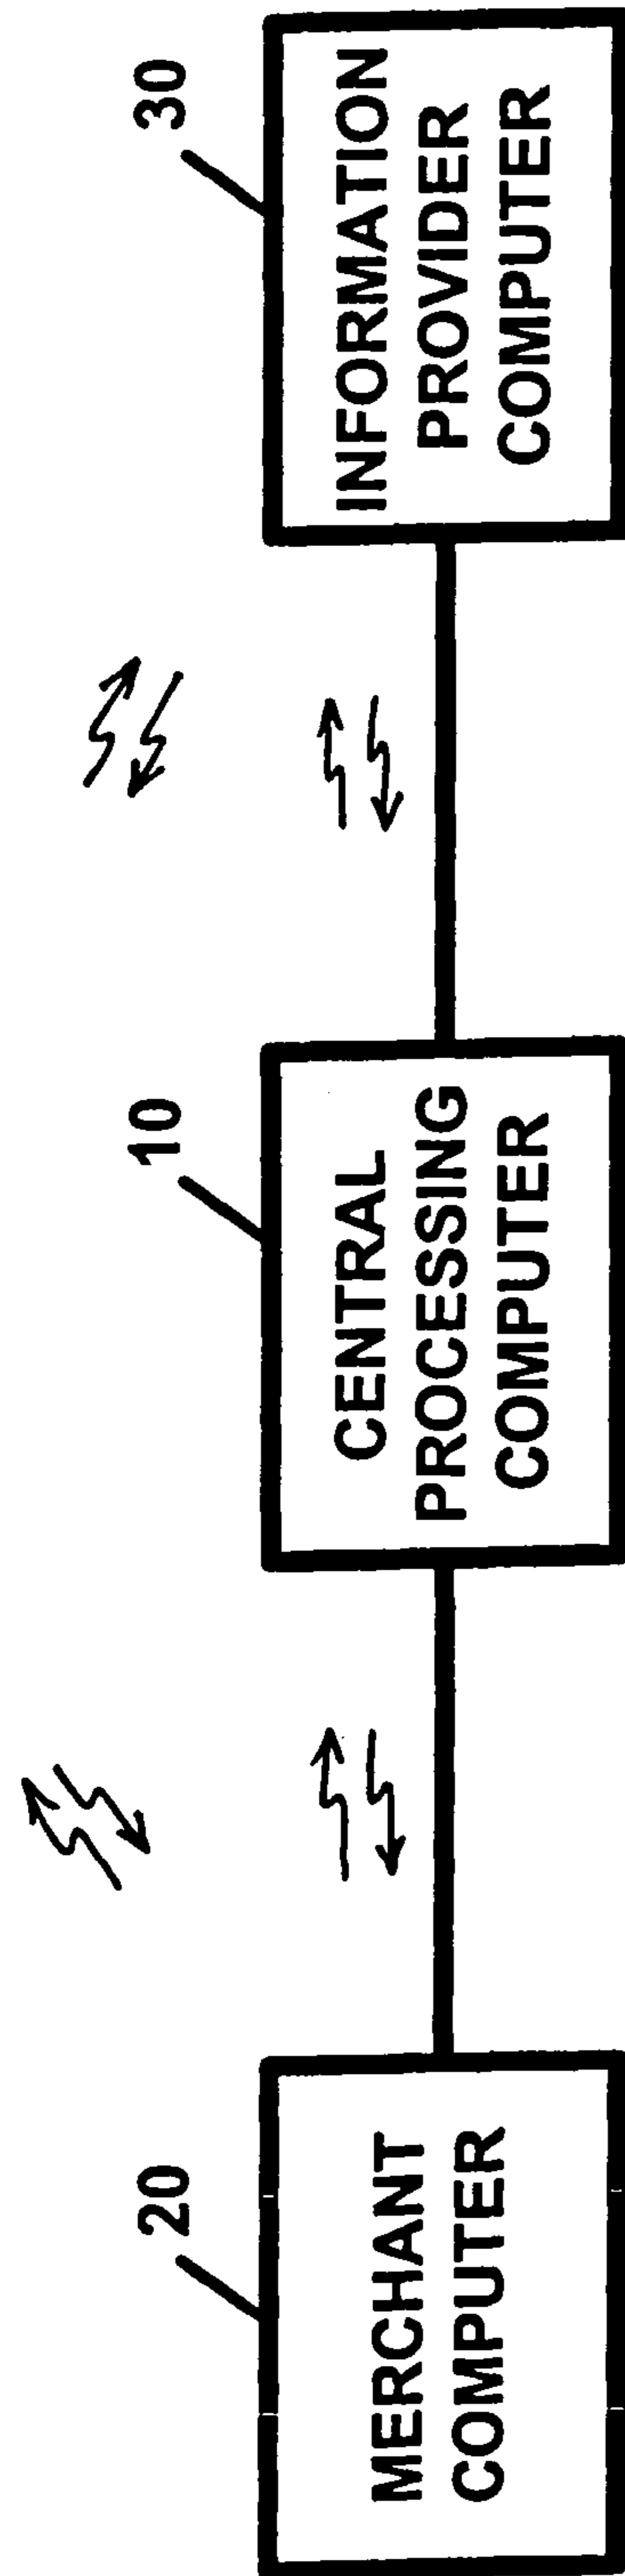 20
MERCHANT
COMPUTER
10
CENTRAL
PROCESSING
COMPUTER
30
INFORMATION
PROVIDER
COMPUTER